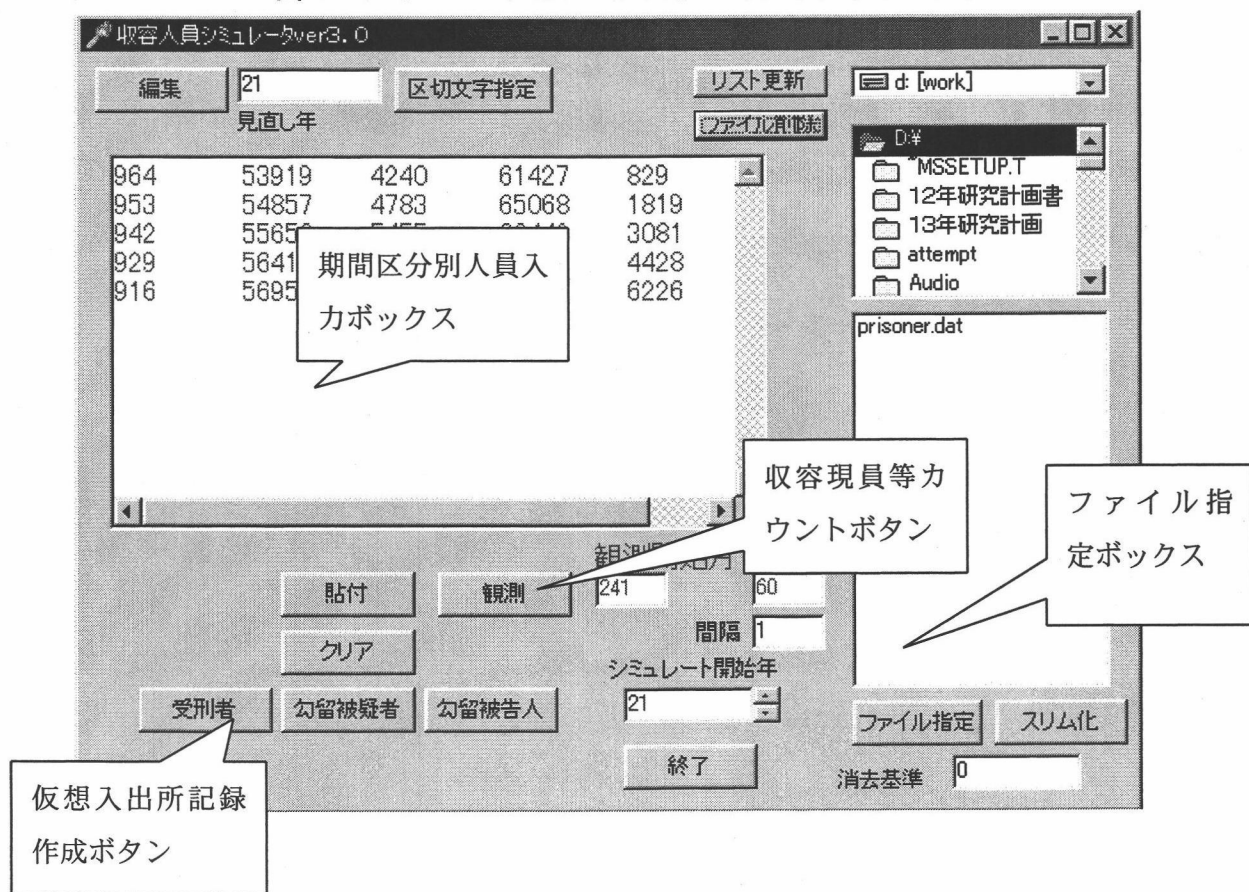 収容人員シミュレータver3.0
編集
21
区切文字指定
リスト更新
d: [work]
見直し年
964 53919 4240 61427 829
953 54857 4783 65068 1819
942 3081
929 4428
916 6226
期間区分別人員入
力ボックス
D:¥
~MSSETUP.T
12年研究計画書
13年研究計画
attempt
Audio
prisoner.dat
収容現員等カ
ウントボタン
ファイル指
定ボックス
貼付
観測
241
60
間隔
1
クリア
シミュレート開始年
受刑者
勾留被疑者
勾留被告人
21
ファイル指定
スリム化
終了
消去基準
0
仮想入出所記録
作成ボタン